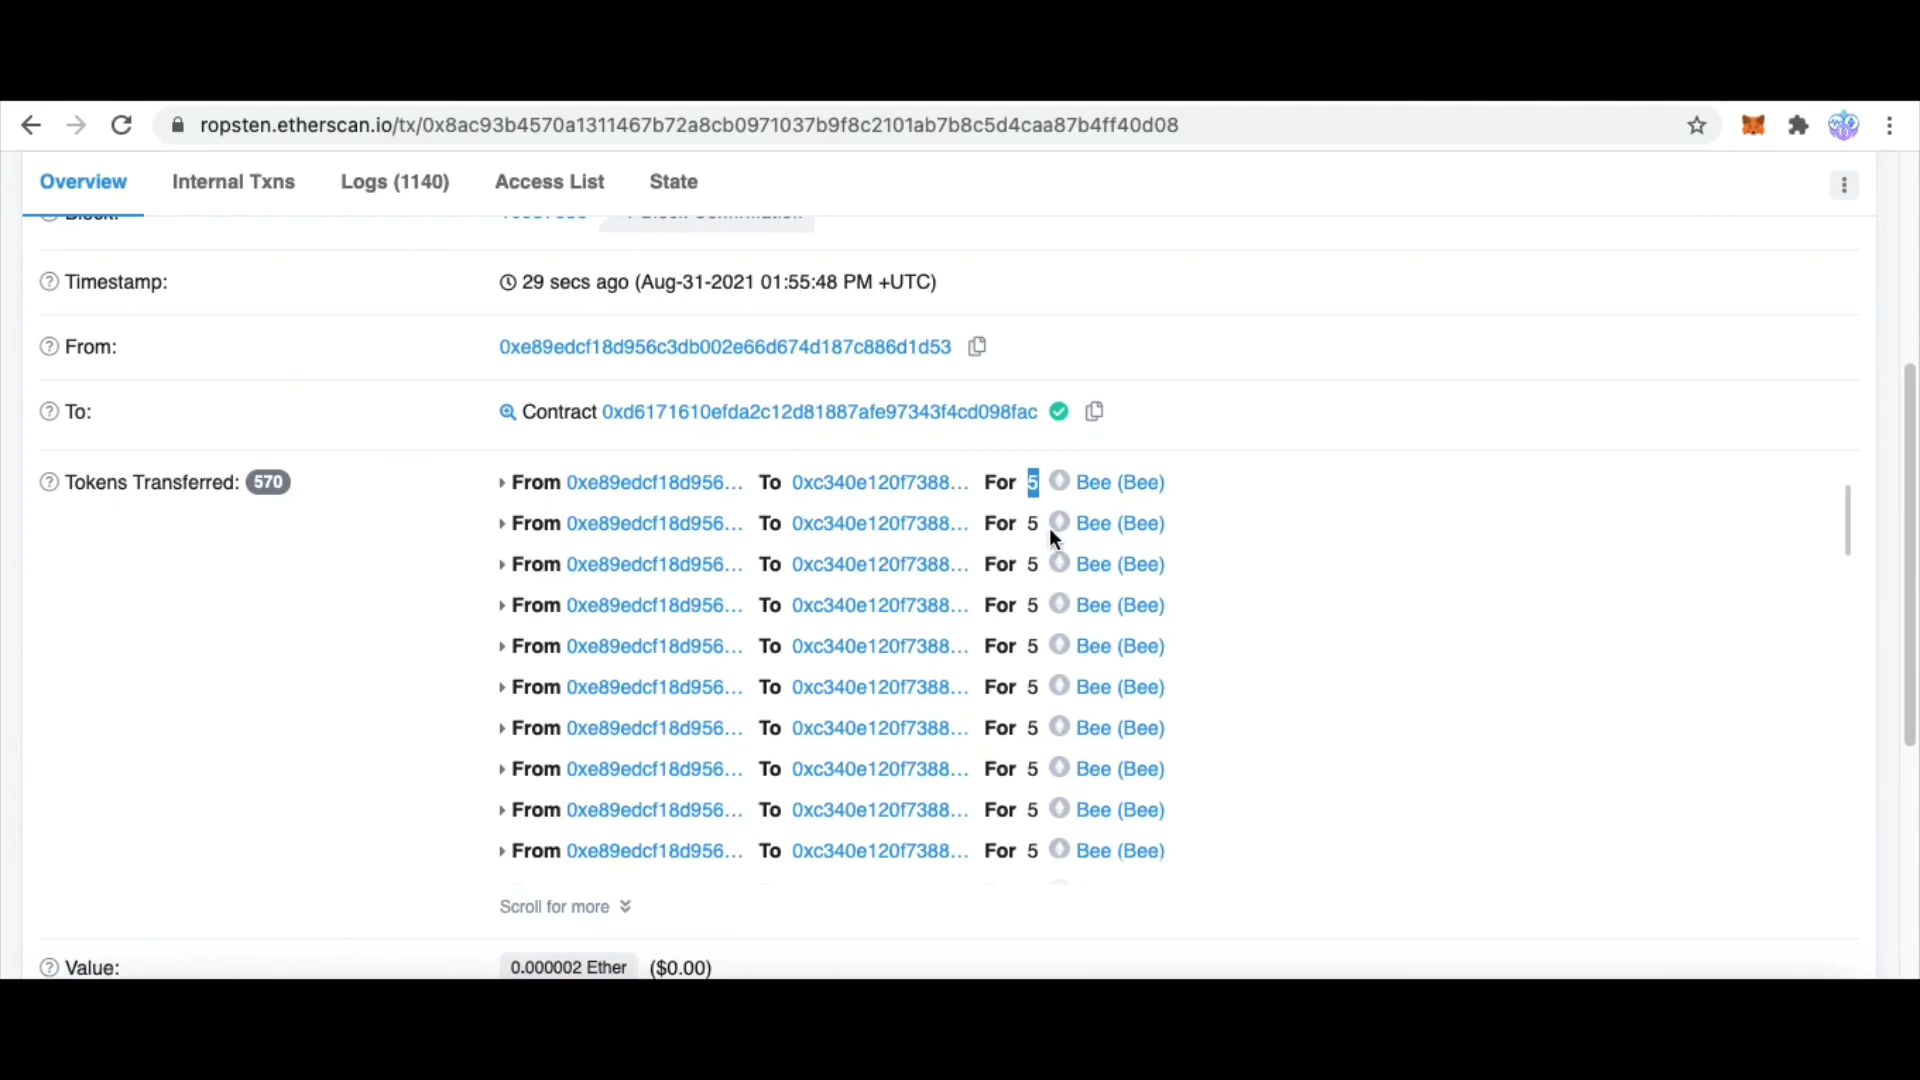 ropsten.etherscan.io/tx/0x8ac93b4570a1311467b72a8cb0971037b9f8c2101ab7b8c5d4caa87b4ff40d08
Overview Internal Txns Logs (1140) Access List State
Timestamp: 29 secs ago (Aug-31-2021 01:55:48 PM +UTC)
From: 0xe89edcf18d956c3db002e66d674d187c886d1d53
To: Contract 0xd6171610efda2c12d81887afe97343f4cd098fac
Tokens Transferred: 570 From 0xe89edcf18d956... To 0xc340e120f7388... For 5 Bee (Bee)
From 0xe89edcf18d956... To 0xc340e120f7388... For 5 Bee (Bee)
From 0xe89edcf18d956... To 0xc340e120f7388... For 5 Bee (Bee)
From 0xe89edcf18d956... To 0xc340e120f7388... For 5 Bee (Bee)
From 0xe89edcf18d956... To 0xc340e120f7388... For 5 Bee (Bee)
From 0xe89edcf18d956... To 0xc340e120f7388... For 5 Bee (Bee)
From 0xe89edcf18d956... To 0xc340e120f7388... For 5 Bee (Bee)
From 0xe89edcf18d956... To 0xc340e120f7388... For 5 Bee (Bee)
From 0xe89edcf18d956... To 0xc340e120f7388... For 5 Bee (Bee)
From 0xe89edcf18d956... To 0xc340e120f7388... For 5 Bee (Bee)
Scroll for more
Value: 0.000002 Ether ($0.00)